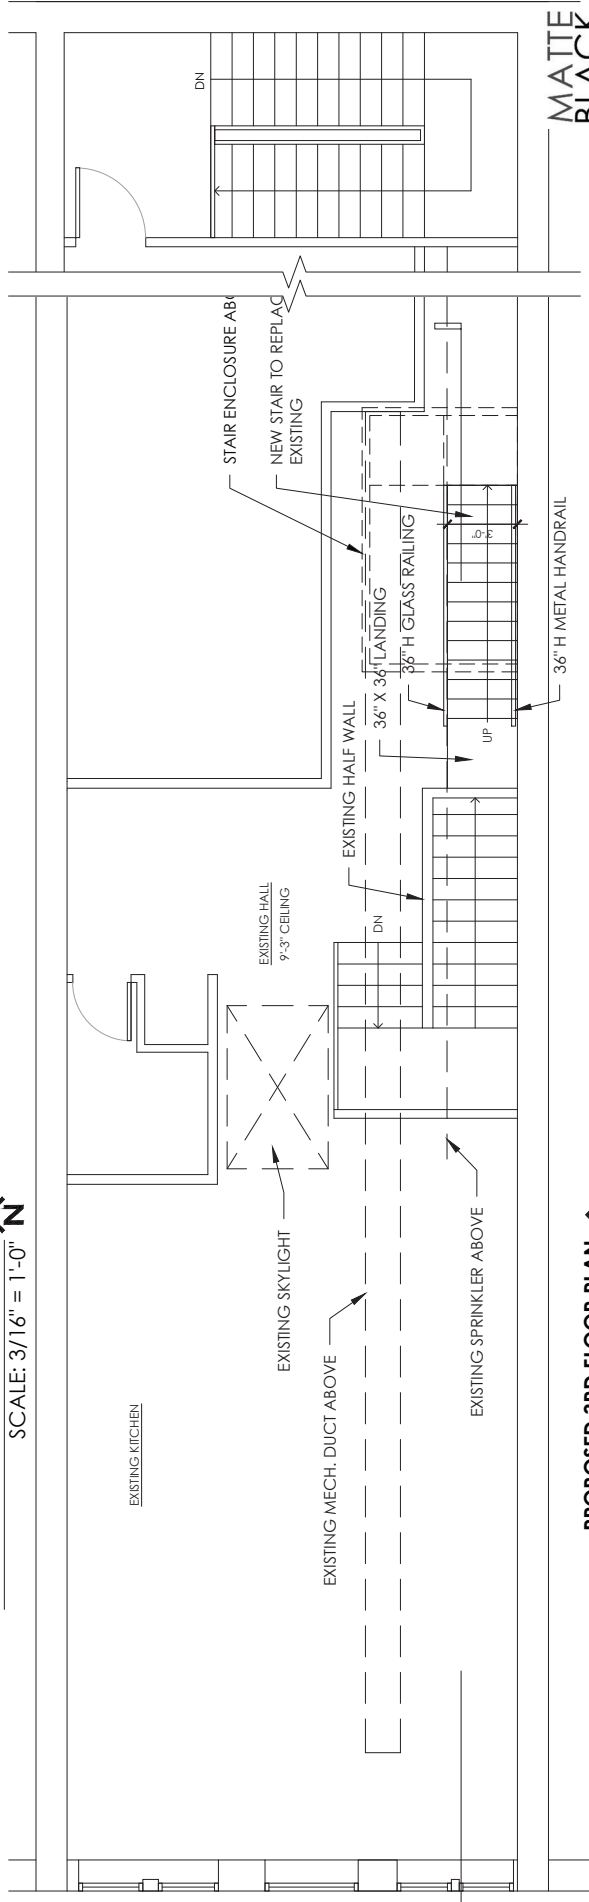 SCALE: 3/16" = 1'-0"
N
MATTE
BLACK
DN
STAIR ENCLOSURE ABO
NEW STAIR TO REPLAC
EXISTING
3'-0"
36" X 36" LANDING
36" H GLASS RAILING
36" H METAL HANDRAIL
UP
EXISTING HALF WALL
EXISTING HALL
9'-3" CEILING
DN
EXISTING SKYLIGHT
EXISTING MECH. DUCT ABOVE
EXISTING SPRINKLER ABOVE
EXISTING KITCHEN
PROPOSED 3RD FLOOR PLAN